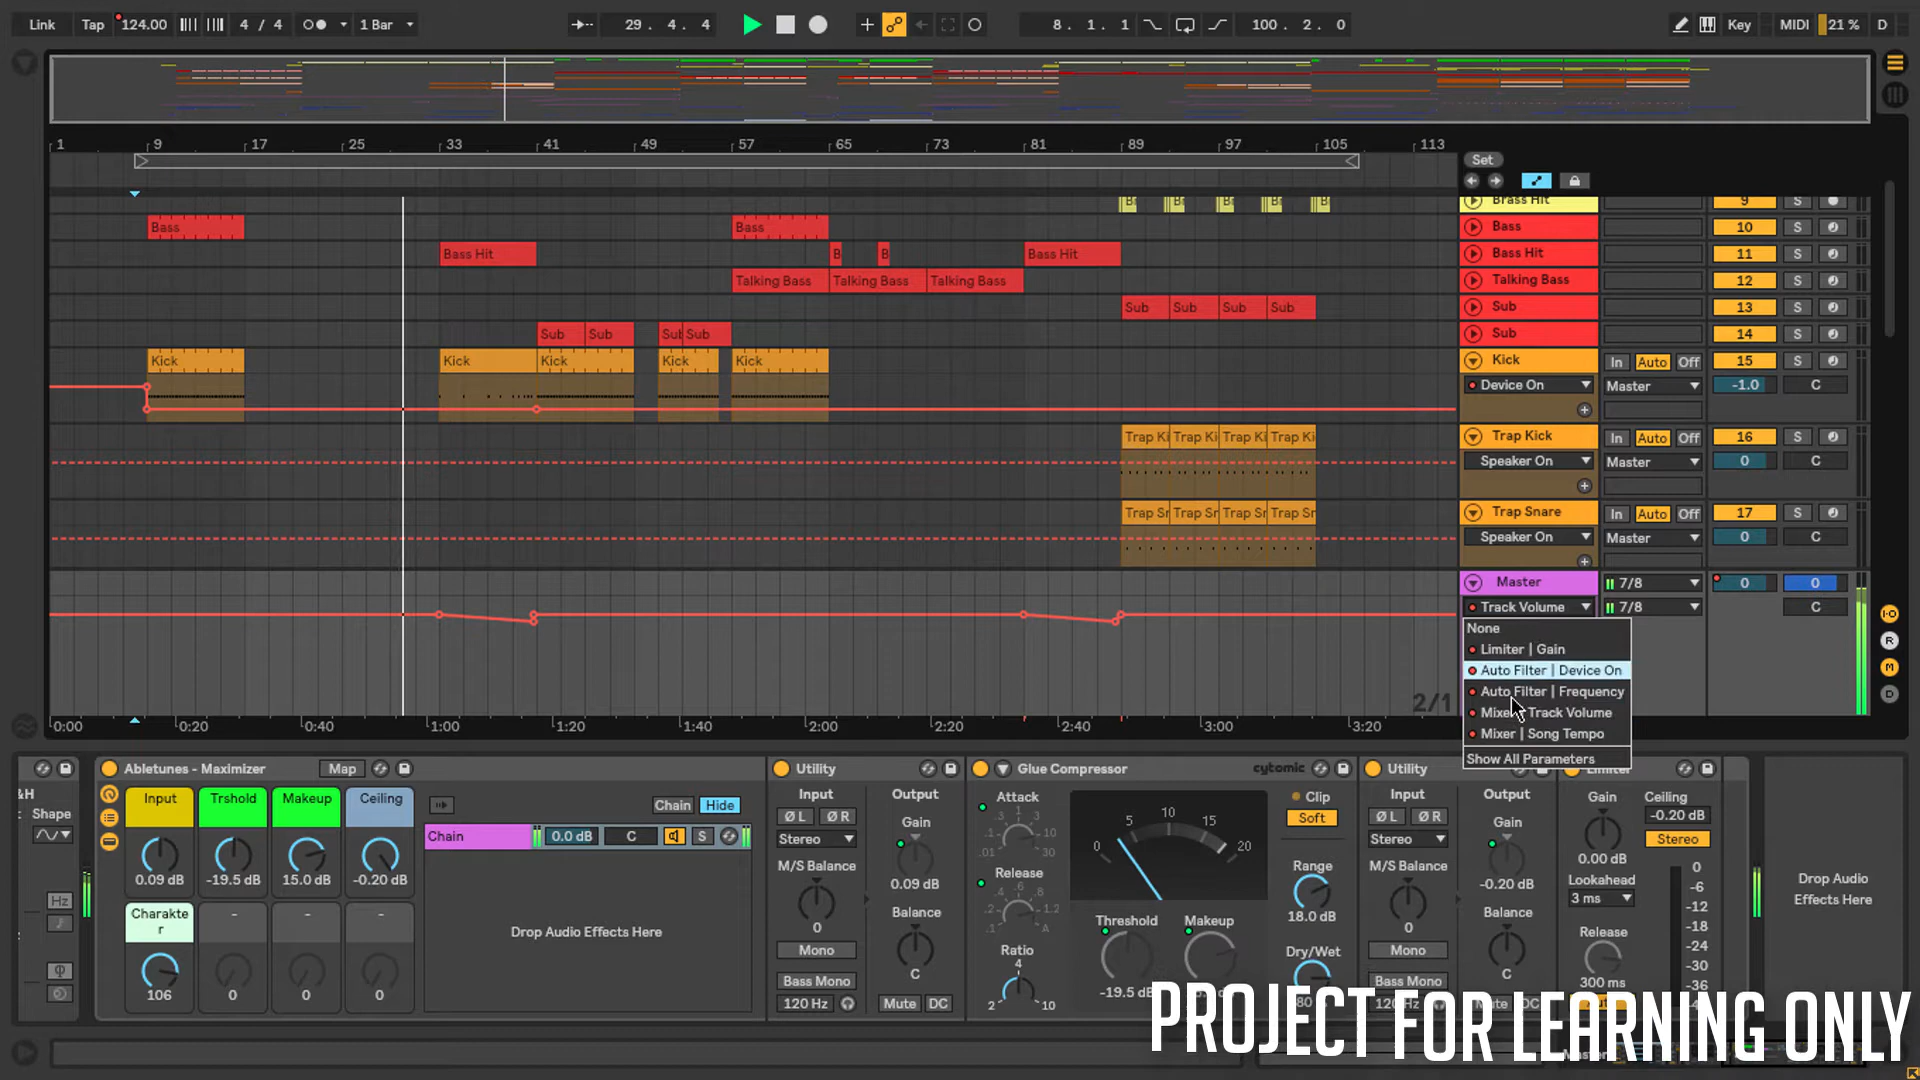 Link Tap 124.00 4 / 4 1 Bar 29. 4. 4 8. 1. 1 100. 2. 0 Key MIDI 21 % D
1 9 17 25 33 41 49 57 65 73 81 89 97 105 113
Set
Brass Hit 9 S
Bass Bass Bass 10 S
Bass Hit B B Bass Hit Bass Hit 11 S
Talking Bass Talking Bass Talking Bass Talking Bass 12 S
Sub Sub Sub Sub Sub 13 S
Sub Sub Sub Sub Sub 14 S
Kick Kick Kick Kick Kick Kick In Auto Off 15 S
Device On Master -1.0 C
Trap Ki Trap Ki Trap Ki Trap Ki Trap Kick In Auto Off 16 S
Speaker On Master 0 C
Trap Sr Trap Sr Trap Sr Trap Sr Trap Snare In Auto Off 17 S
Speaker On Master 0 C
Master 7/8 0 0
Track Volume 7/8 C
None
Limiter | Gain
Auto Filter | Device On
Auto Filter | Frequency
Mixer | Track Volume
Mixer | Song Tempo
Show All Parameters
2/1
0:00 0:20 0:40 1:00 1:20 1:40 2:00 2:20 2:40 3:00 3:20
R
M
D
Shape
Hz
Abletunes - Maximizer Map
Input Trshold Makeup Ceiling
0.09 dB -19.5 dB 15.0 dB -0.20 dB
Charakte
r - - -
106 0 0 0
Chain Hide
Chain 0.0 dB C S
Drop Audio Effects Here
Utility
Input Output
Ø L Ø R Gain
Stereo
M/S Balance 0.09 dB
0 Balance
Mono
Bass Mono C
120 Hz Mute DC
Glue Compressor cytomic
Attack
.01 .1 .3 1 3 10 30
Release
.1 .2 .4 .6 .8 1.2 A
Ratio
2 4 10
0 5 10 15 20
Threshold Makeup
-19.5 dB
Clip
Soft
Range
18.0 dB
Dry/Wet
Utility
Input Output
Ø L Ø R Gain
Stereo
M/S Balance -0.20 dB
0 Balance
Mono
Bass Mono C
Limiter
Gain Ceiling
-0.20 dB
Stereo
0.00 dB
Lookahead
3 ms
Release
300 ms
0
-6
-12
-18
-24
-30
-36
Drop Audio
Effects Here
PROJECT FOR LEARNING ONLY